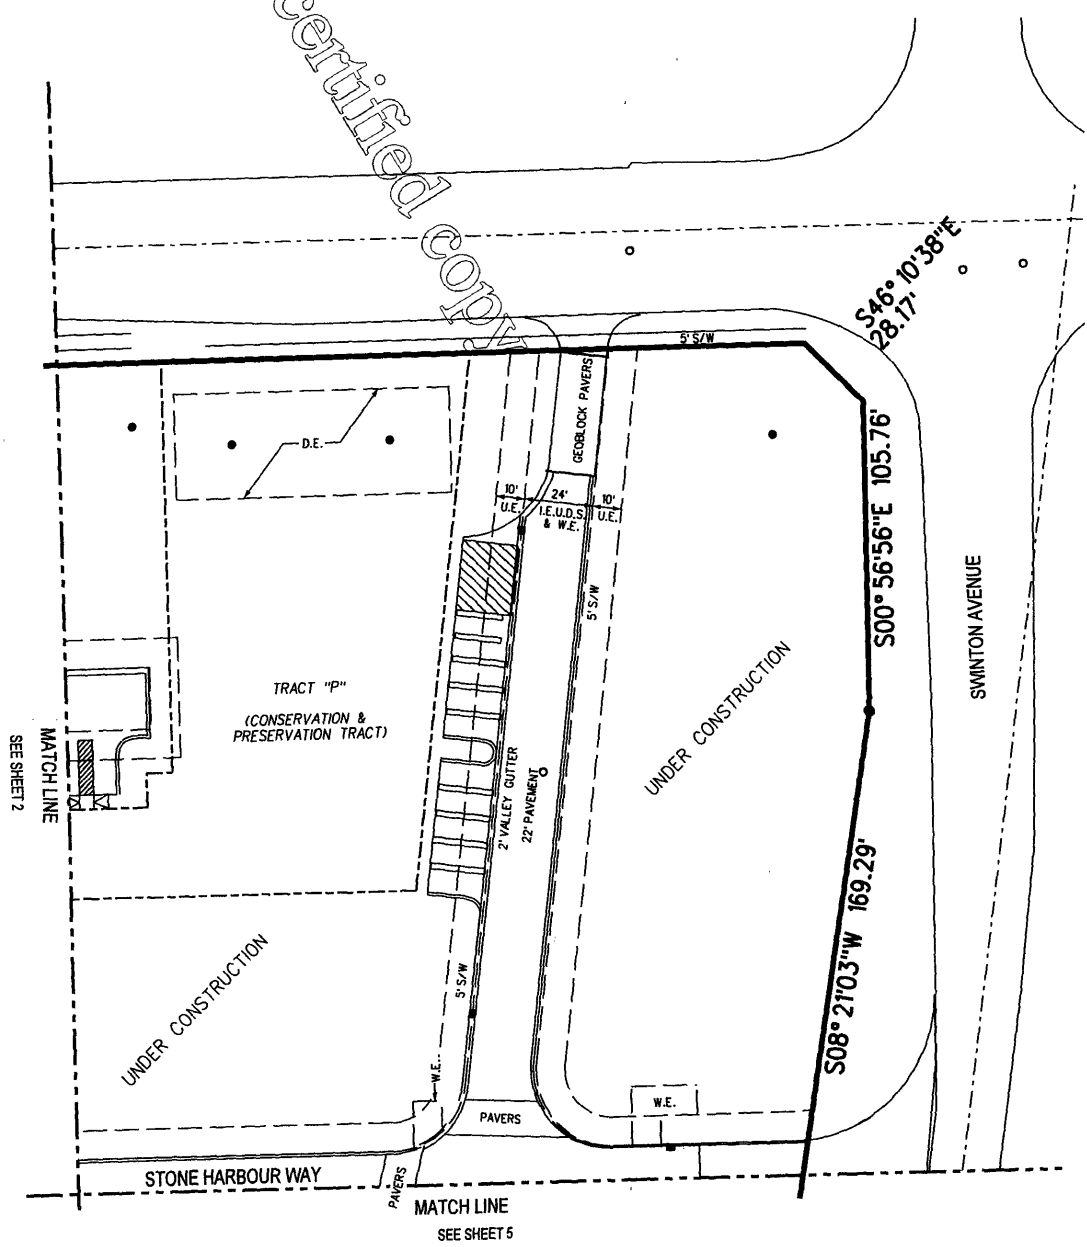 certified copy
S46° 10'38"E
28.17'
5' S/W
GEOBLOCK PAVERS
D.E.
10'
U.E.
24'
I.E.U.D.S.
& W.E.
10'
U.E.
S00° 56'56"E 105.76'
5' S/W
SWINTON AVENUE
TRACT "P"
(CONSERVATION &
PRESERVATION TRACT)
UNDER CONSTRUCTION
MATCH LINE
SEE SHEET 2
2' VALLEY GUTTER
22' PAVEMENT
S08° 21'03"W 169.29'
UNDER CONSTRUCTION
5' S/W
W.E.
W.E.
PAVERS
STONE HARBOUR WAY
PAVERS
MATCH LINE
SEE SHEET 5